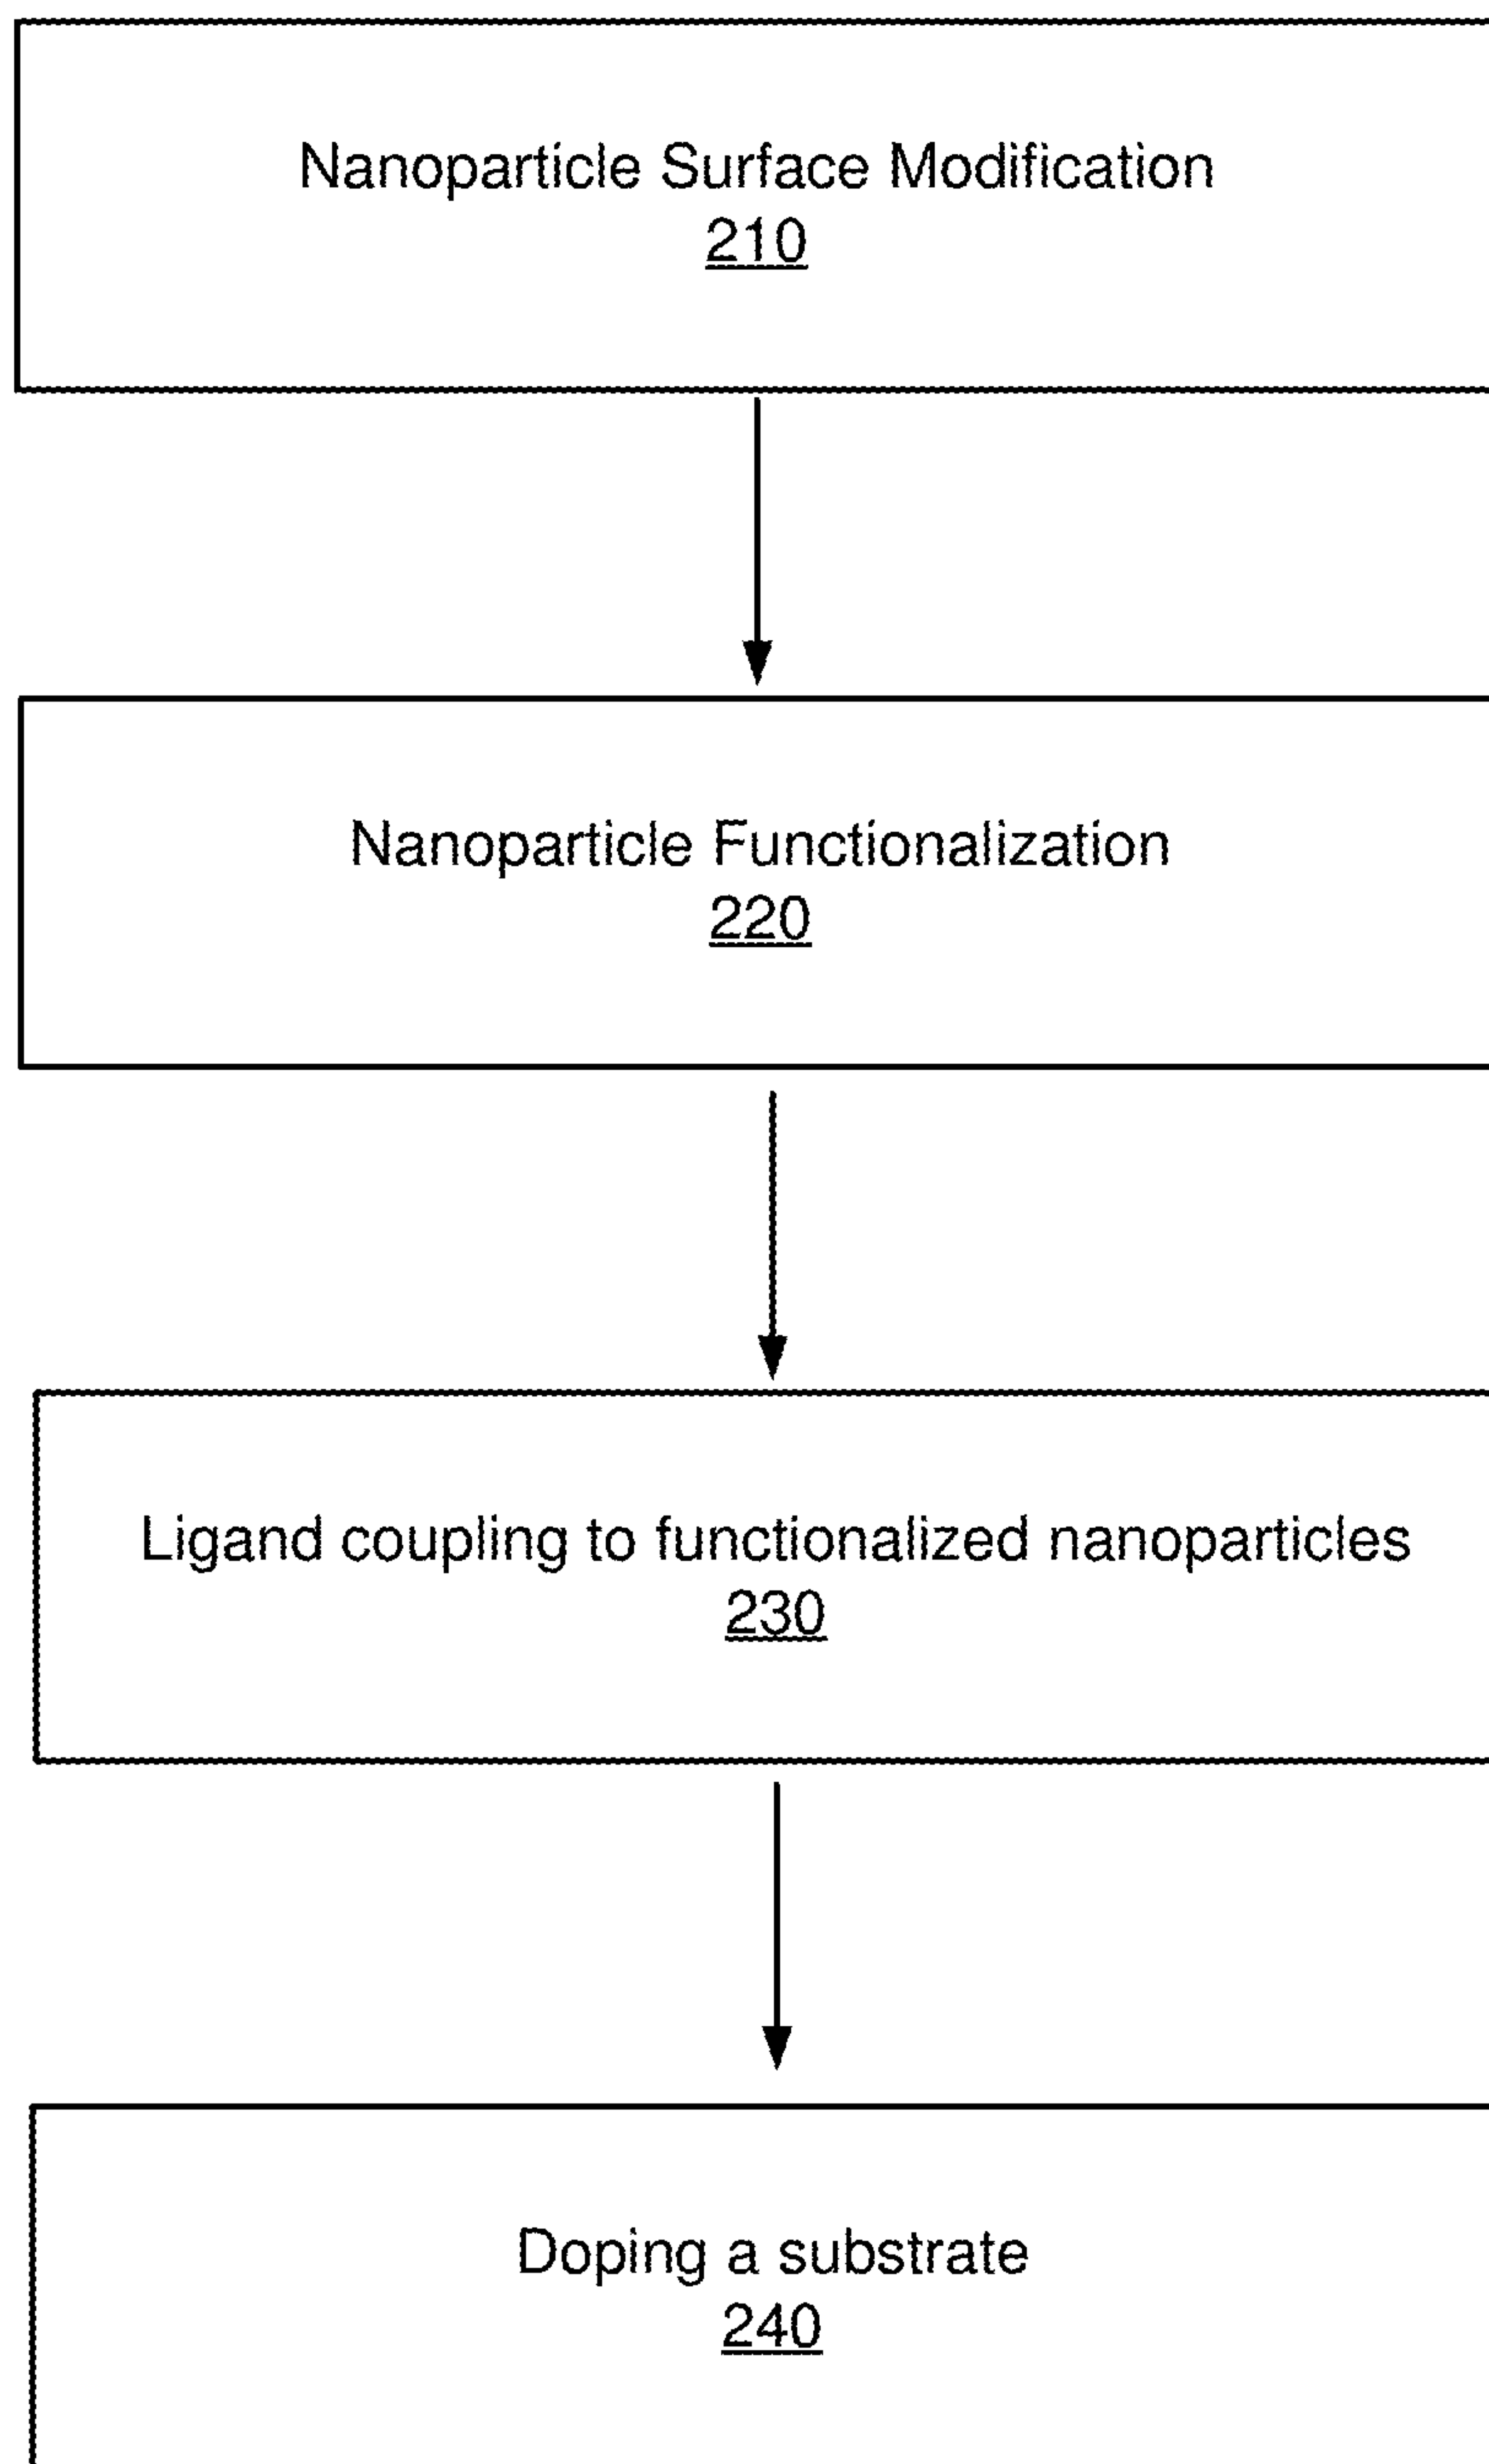 Nanoparticle Surface Modification
210
Nanoparticle Functionalization
220
Ligand coupling to functionalized nanoparticles
230
Doping a substrate
240